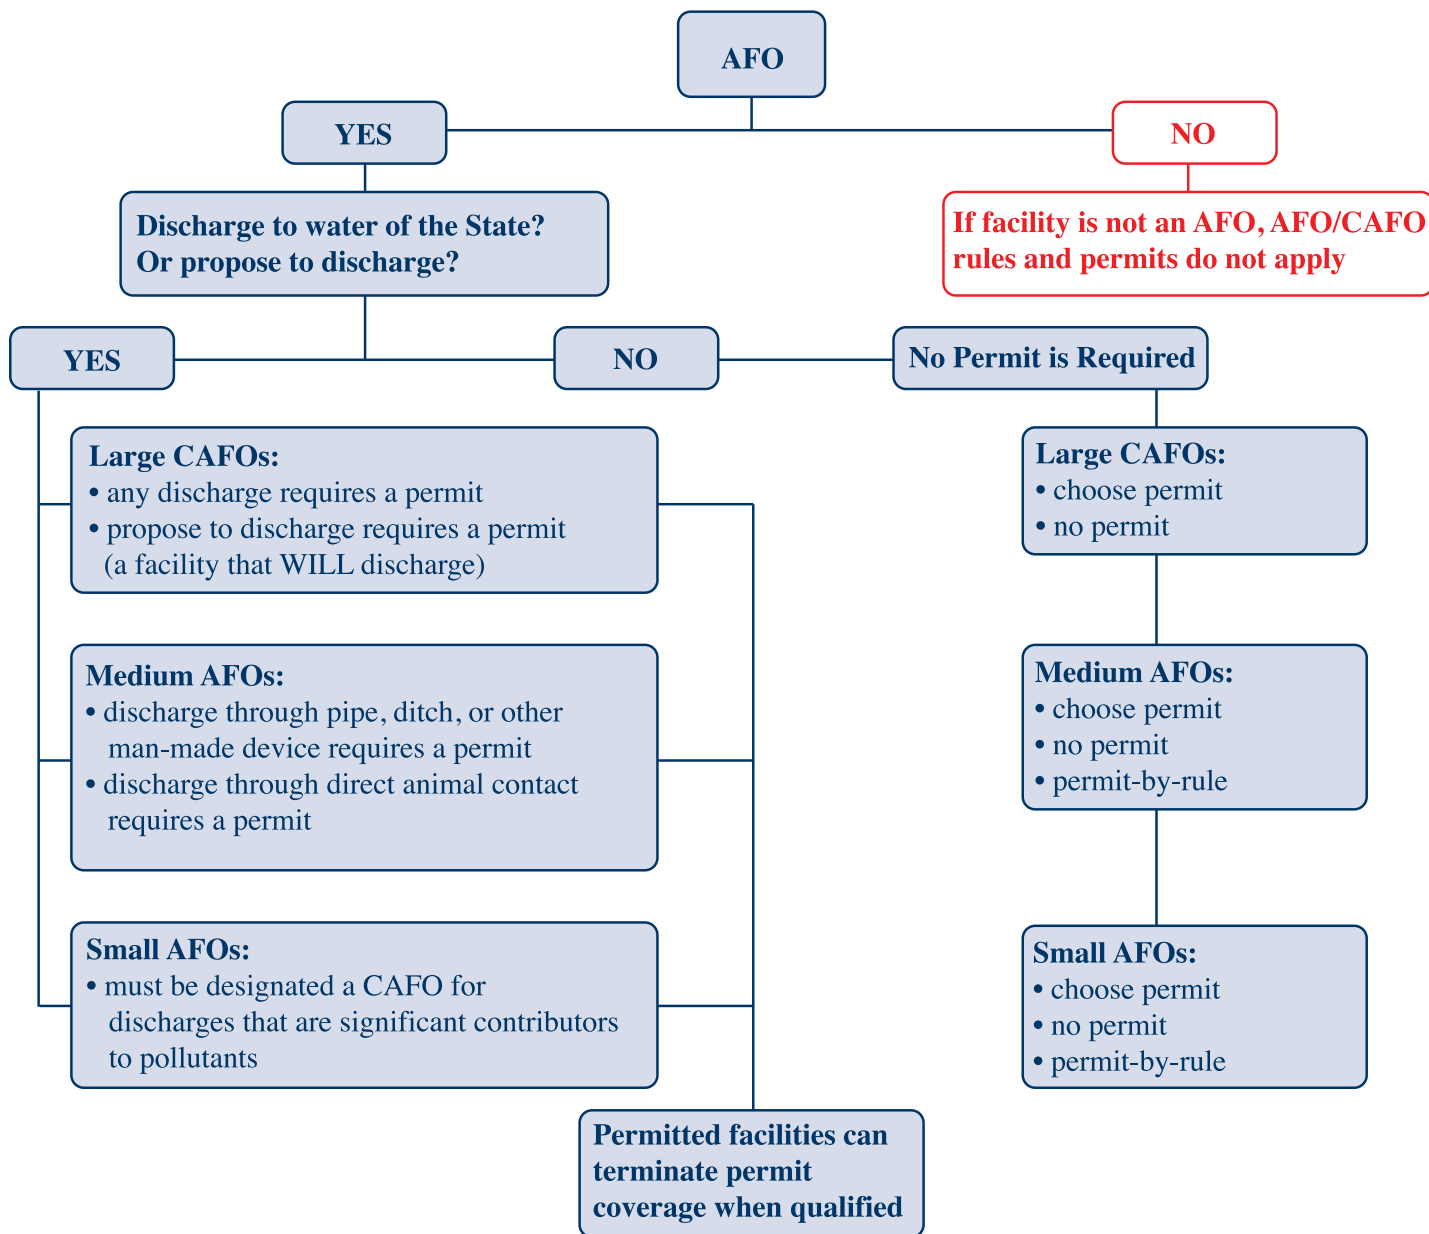 AFO
YES
NO
Discharge to water of the State?
Or propose to discharge?
If facility is not an AFO, AFO/CAFO
rules and permits do not apply
YES
NO
No Permit is Required
Large CAFOs:
• any discharge requires a permit
• propose to discharge requires a permit
(a facility that WILL discharge)
Large CAFOs:
• choose permit
• no permit
Medium AFOs:
• discharge through pipe, ditch, or other
man-made device requires a permit
• discharge through direct animal contact
requires a permit
Medium AFOs:
• choose permit
• no permit
• permit-by-rule
Small AFOs:
• must be designated a CAFO for
discharges that are significant contributors
to pollutants
Small AFOs:
• choose permit
• no permit
• permit-by-rule
Permitted facilities can
terminate permit
coverage when qualified